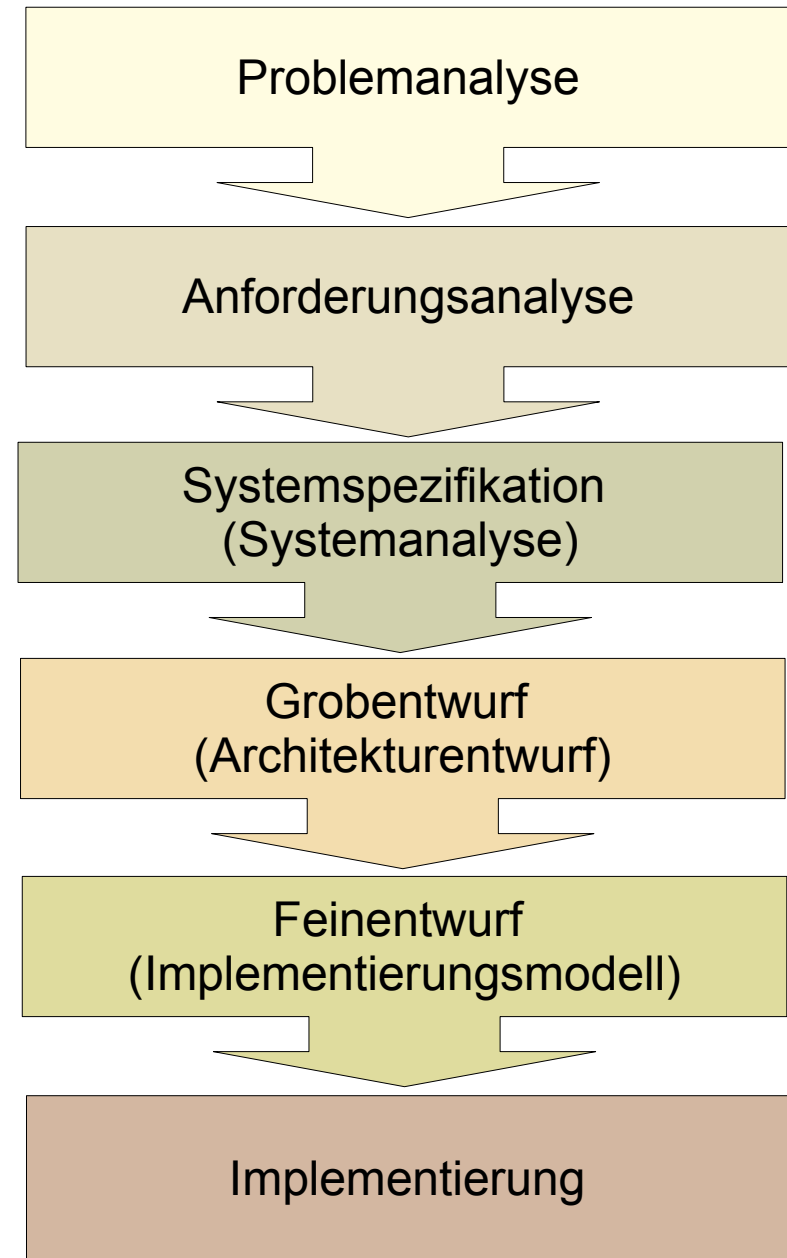 Problemanalyse
Anforderungsanalyse
Systemspezifikation
(Systemanalyse)
Grobentwurf
(Architekturentwurf)
Feinentwurf
(Implementierungsmodell)
Implementierung